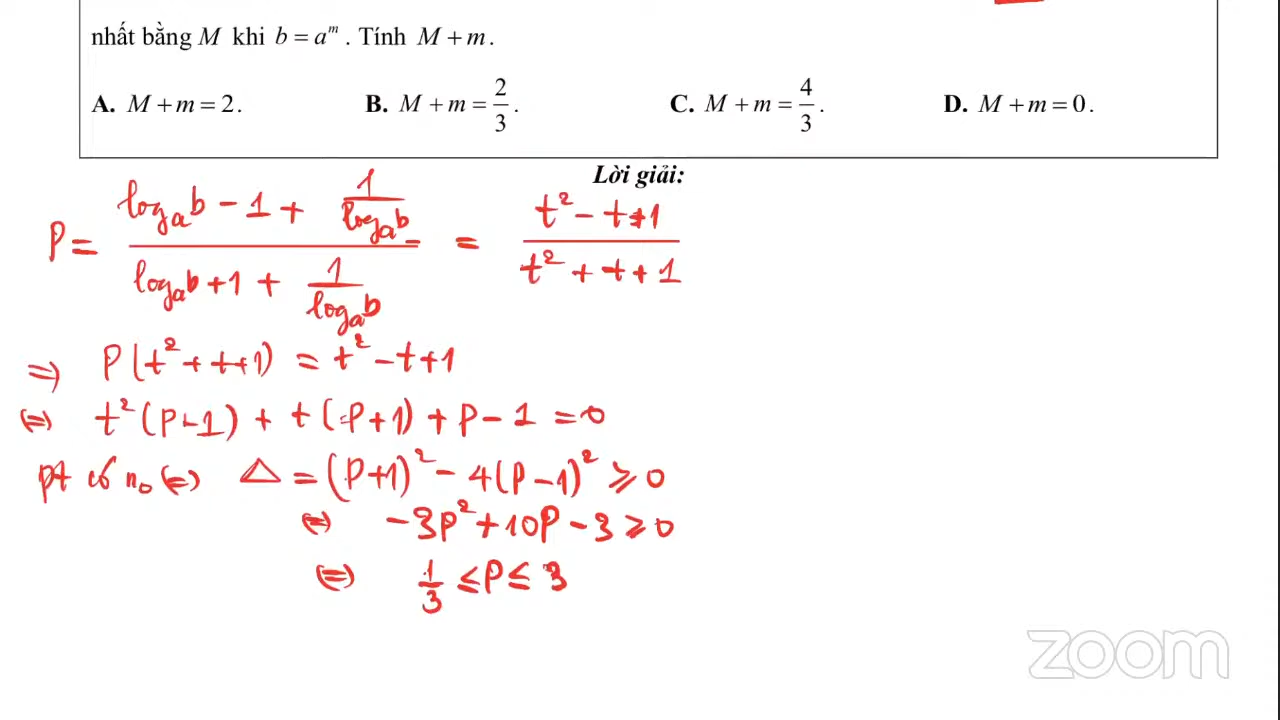 nhất bằng M khi b = a^m . Tính M + m .
A. M + m = 2. B. M + m = 2/3 . C. M + m = 4/3 . D. M + m = 0 .
Lời giải:
P = (log_a b - 1 + 1/(log_a b)) / (log_a b + 1 + 1/(log_a b)) = (t² - t + 1) / (t² + t + 1)
=> P(t² + t + 1) = t² - t + 1
<=> t²(P - 1) + t(P + 1) + P - 1 = 0
pt có n₀ <=> Δ = (P + 1)² - 4(P - 1)² ≥ 0
<=> -3P² + 10P - 3 ≥ 0
<=> 1/3 ≤ P ≤ 3
zoom